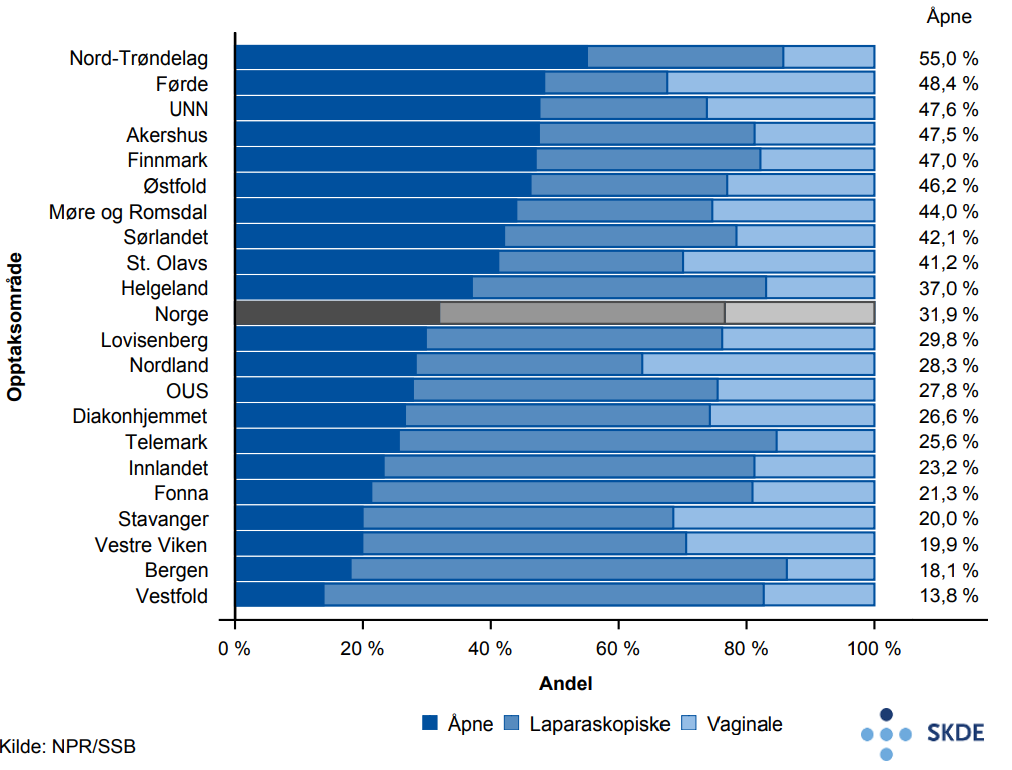 Åpne
Nord-Trøndelag 55,0 %
Førde 48,4 %
UNN 47,6 %
Akershus 47,5 %
Finnmark 47,0 %
Østfold 46,2 %
Møre og Romsdal 44,0 %
Sørlandet 42,1 %
St. Olavs 41,2 %
Helgeland 37,0 %
Norge 31,9 %
Lovisenberg 29,8 %
Nordland 28,3 %
OUS 27,8 %
Diakonhjemmet 26,6 %
Telemark 25,6 %
Innlandet 23,2 %
Fonna 21,3 %
Stavanger 20,0 %
Vestre Viken 19,9 %
Bergen 18,1 %
Vestfold 13,8 %
Opptaksområde
0 % 20 % 40 % 60 % 80 % 100 %
Andel
Åpne Laparaskopiske Vaginale
SKDE
Kilde: NPR/SSB